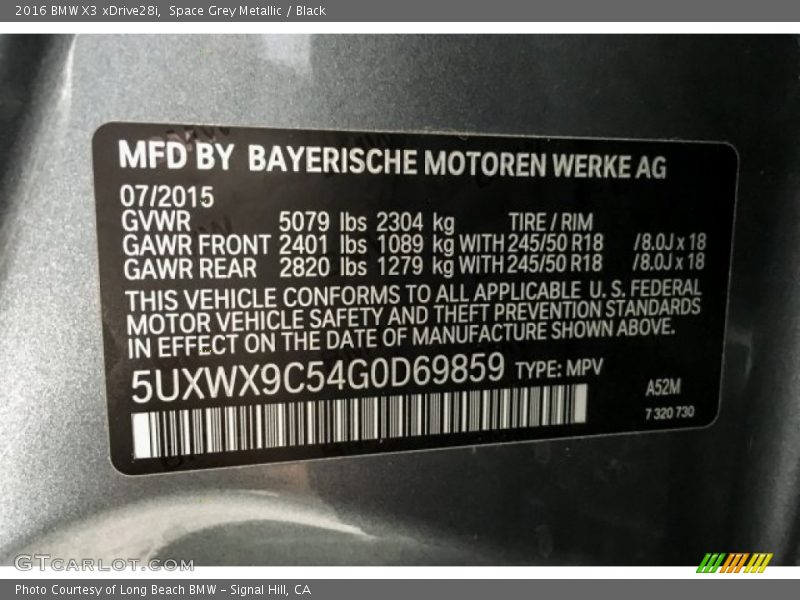 2016 BMW X3 xDrive28i, Space Grey Metallic / Black
MFD BY BAYERISCHE MOTOREN WERKE AG
07/2015
GVWR 5079 lbs 2304 kg TIRE / RIM
GAWR FRONT 2401 lbs 1089 kg WITH 245/50 R18 /8.0J x 18
GAWR REAR 2820 lbs 1279 kg WITH 245/50 R18 /8.0J x 18
THIS VEHICLE CONFORMS TO ALL APPLICABLE U. S. FEDERAL
MOTOR VEHICLE SAFETY AND THEFT PREVENTION STANDARDS
IN EFFECT ON THE DATE OF MANUFACTURE SHOWN ABOVE.
5UXWX9C54G0D69859 TYPE: MPV
A52M
7 320 730
GTCARLOT.COM
Photo Courtesy of Long Beach BMW - Signal Hill, CA